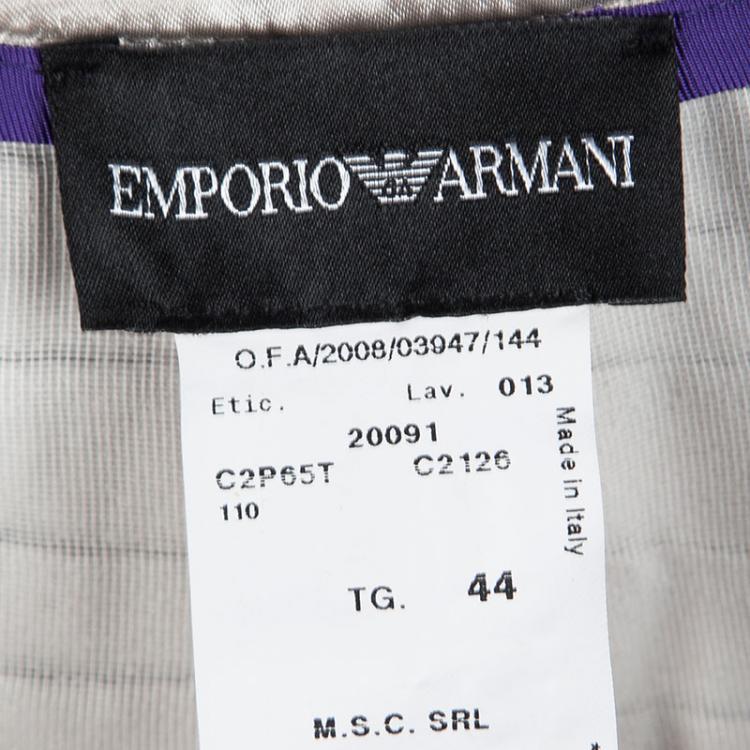 EMPORIO ARMANI
O.F.A/2008/03947/144
Etic. Lav. 013
20091
C2P65T C2126
110
Made in Italy
TG. 44
M.S.C. SRL
*